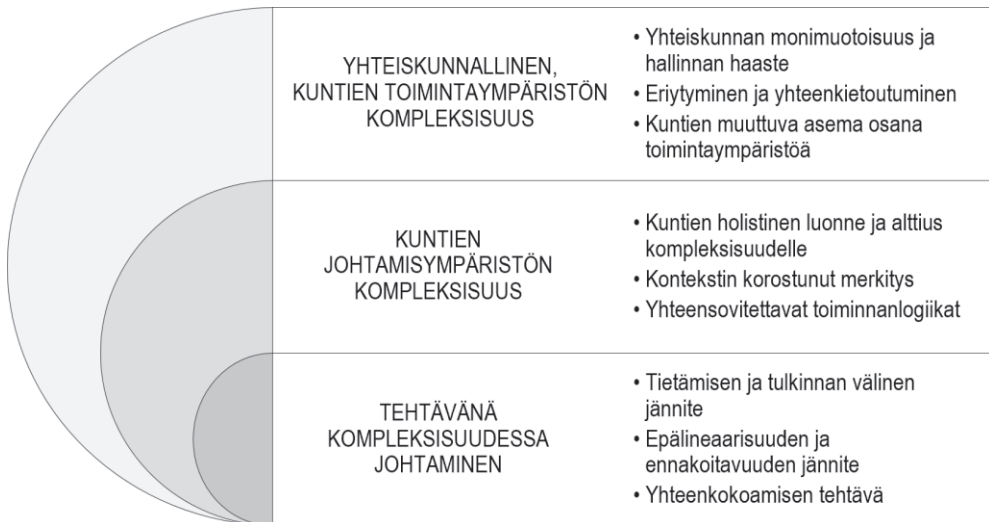 YHTEISKUNNALLINEN,
KUNTIEN TOIMINTAYMPÄRISTÖN
KOMPLEKSISUUS
• Yhteiskunnan monimuotoisuus ja
hallinnan haaste
• Eriytyminen ja yhteenkietoutuminen
• Kuntien muuttuva asema osana
toimintaympäristöä
KUNTIEN
JOHTAMISYMPÄRISTÖN
KOMPLEKSISUUS
• Kuntien holistinen luonne ja alttius
kompleksisuudelle
• Kontekstin korostunut merkitys
• Yhteensovitettavat toiminnanlogiikat
TEHTÄVÄNÄ
KOMPLEKSISUUDESSA
JOHTAMINEN
• Tietämisen ja tulkinnan välinen
jännite
• Epälineaarisuuden ja
ennakoitavuuden jännite
• Yhteenkokoamisen tehtävä